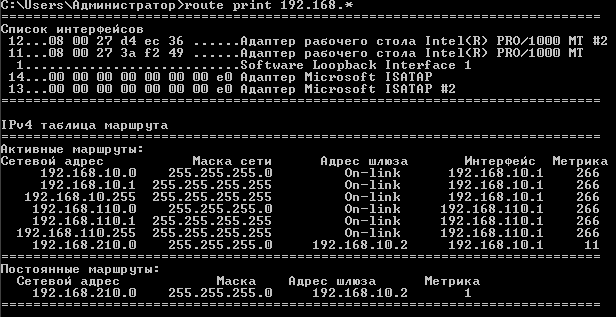 C:\Users\Администратор>route print 192.168.*
===========================================================================
Список интерфейсов
12...08 00 27 d4 ec 36 ......Адаптер рабочего стола Intel(R) PRO/1000 MT #2
11...08 00 27 3a f2 49 ......Адаптер рабочего стола Intel(R) PRO/1000 MT
1...........................Software Loopback Interface 1
14...00 00 00 00 00 00 00 e0 Адаптер Microsoft ISATAP
13...00 00 00 00 00 00 00 e0 Адаптер Microsoft ISATAP #2
===========================================================================
IPv4 таблица маршрута
===========================================================================
Активные маршруты:
Сетевой адрес Маска сети Адрес шлюза Интерфейс Метрика
192.168.10.0 255.255.255.0 On-link 192.168.10.1 266
192.168.10.1 255.255.255.255 On-link 192.168.10.1 266
192.168.10.255 255.255.255.255 On-link 192.168.10.1 266
192.168.110.0 255.255.255.0 On-link 192.168.110.1 266
192.168.110.1 255.255.255.255 On-link 192.168.110.1 266
192.168.110.255 255.255.255.255 On-link 192.168.110.1 266
192.168.210.0 255.255.255.0 192.168.10.2 192.168.10.1 11
===========================================================================
Постоянные маршруты:
Сетевой адрес Маска Адрес шлюза Метрика
192.168.210.0 255.255.255.0 192.168.10.2 1
===========================================================================